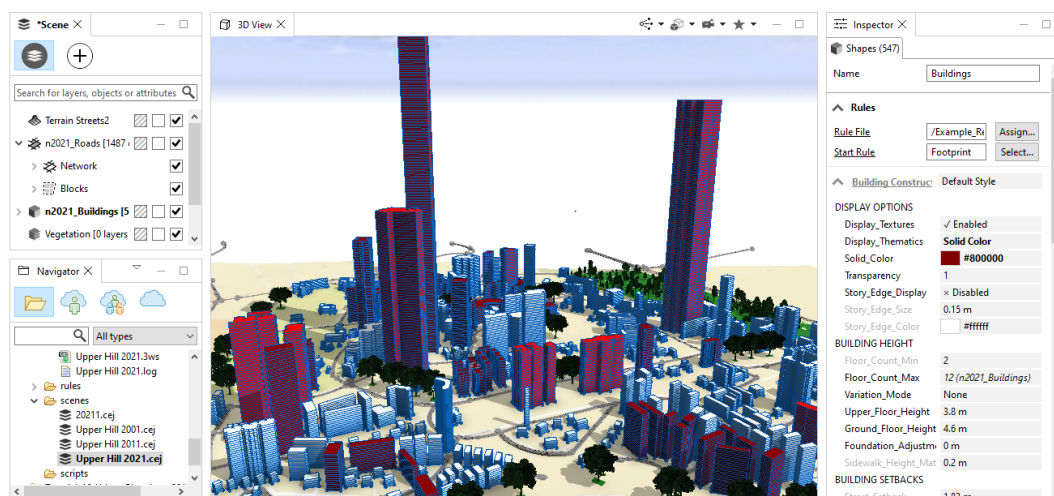 *Scene
Search for layers, objects or attributes
Terrain Streets2
n2021_Roads [1487
Network
Blocks
n2021_Buildings [5
Vegetation [0 layers
Navigator
All types
Upper Hill 2021.3ws
Upper Hill 2021.log
rules
scenes
20211.cej
Upper Hill 2001.cej
Upper Hill 2011.cej
Upper Hill 2021.cej
scripts
3D View
Inspector
Shapes (547)
Name Buildings
Rules
Rule File /Example_Re Assign...
Start Rule Footprint Select...
Building Construc Default Style
DISPLAY OPTIONS
Display_Textures ✓ Enabled
Display_Thematics Solid Color
Solid_Color #800000
Transparency 1
Story_Edge_Display × Disabled
Story_Edge_Size 0.15 m
Story_Edge_Color #ffffff
BUILDING HEIGHT
Floor_Count_Min 2
Floor_Count_Max 12 (n2021_Buildings)
Variation_Mode None
Upper_Floor_Height 3.8 m
Ground_Floor_Height 4.6 m
Foundation_Adjustm 0 m
Sidewalk_Height_Mat 0.2 m
BUILDING SETBACKS